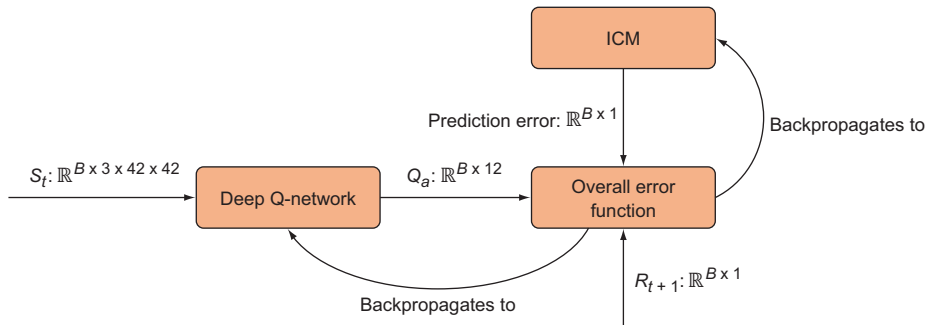 ICM
Prediction error: ℝ^{B x 1}
Backpropagates to
S_t: ℝ^{B x 3 x 42 x 42}
Deep Q-network
Q_a: ℝ^{B x 12}
Overall error
function
Backpropagates to
R_{t + 1}: ℝ^{B x 1}